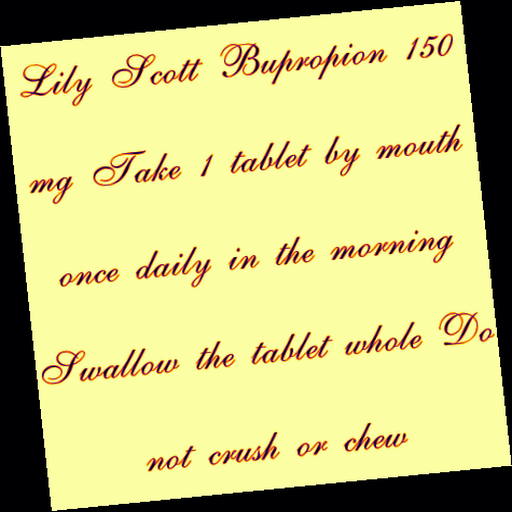 Lily Scott Bupropion 150
mg Take 1 tablet by mouth
once daily in the morning
Swallow the tablet whole Do
not crush or chew